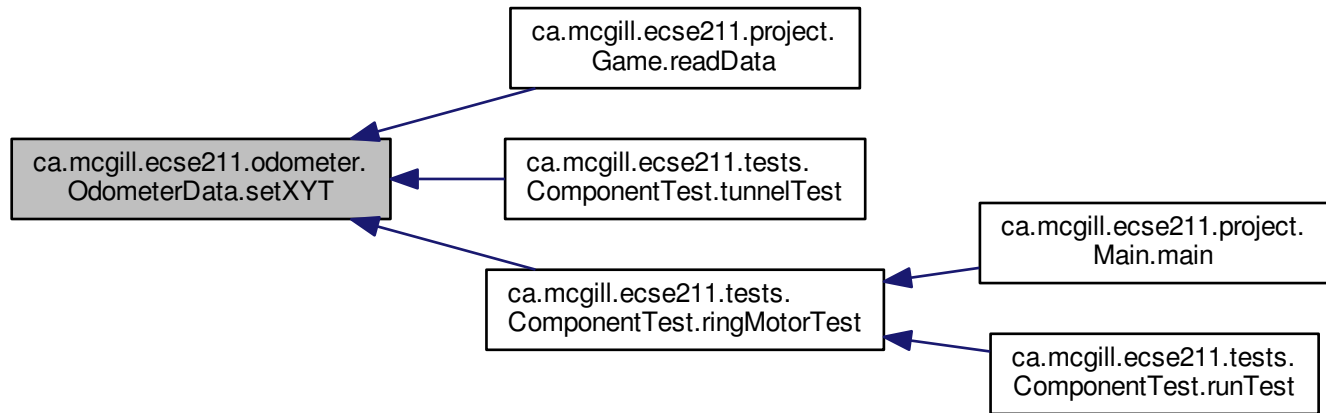 ca.mcgill.ecse211.project.
Game.readData
ca.mcgill.ecse211.odometer.
OdometerData.setXYT
ca.mcgill.ecse211.tests.
ComponentTest.tunnelTest
ca.mcgill.ecse211.tests.
ComponentTest.ringMotorTest
ca.mcgill.ecse211.project.
Main.main
ca.mcgill.ecse211.tests.
ComponentTest.runTest